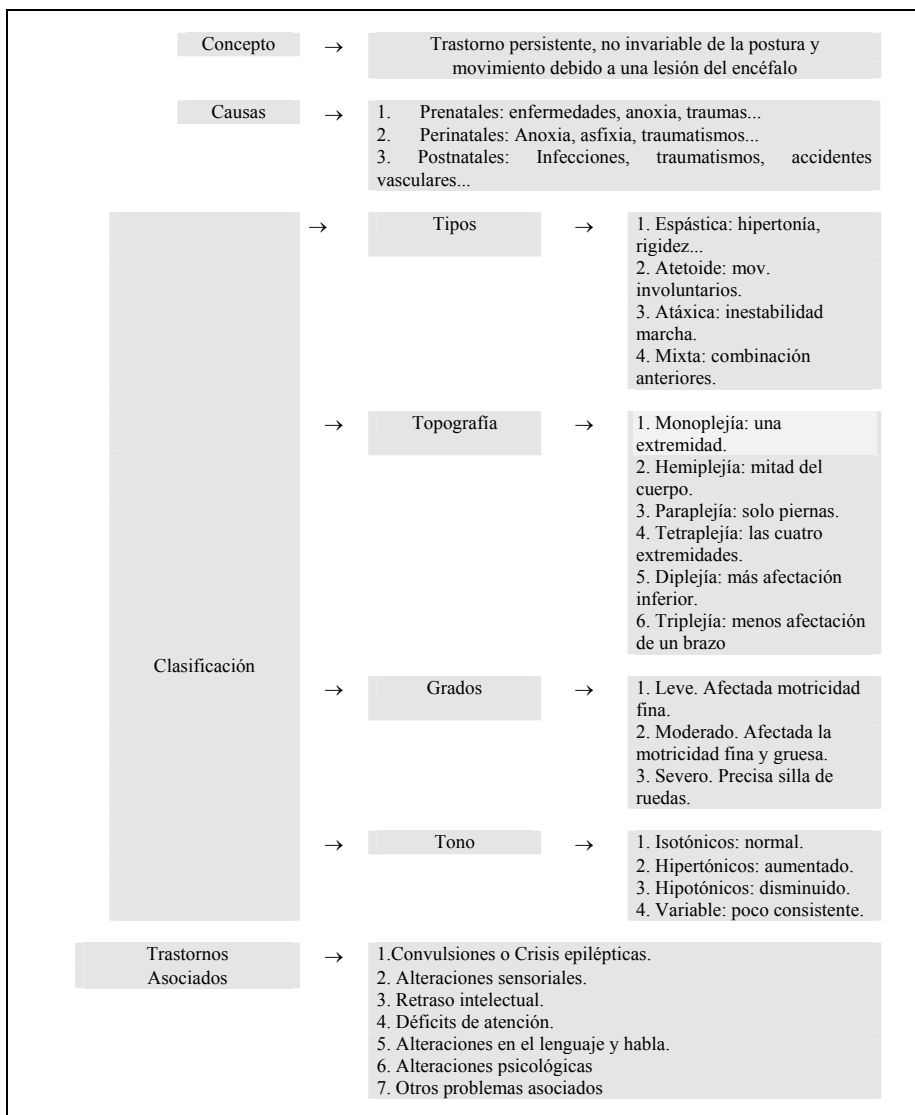 Concepto → Trastorno persistente, no invariable de la postura y
movimiento debido a una lesión del encéfalo
Causas → 1. Prenatales: enfermedades, anoxia, traumas...
2. Perinatales: Anoxia, asfixia, traumatismos...
3. Postnatales: Infecciones, traumatismos, accidentes
vasculares...
Clasificación
→ Tipos → 1. Espástica: hipertonía,
rigidez...
2. Atetoide: mov.
involuntarios.
3. Atáxica: inestabilidad
marcha.
4. Mixta: combinación
anteriores.
→ Topografía → 1. Monoplejía: una
extremidad.
2. Hemiplejía: mitad del
cuerpo.
3. Paraplejía: solo piernas.
4. Tetraplejía: las cuatro
extremidades.
5. Diplejía: más afectación
inferior.
6. Triplejía: menos afectación
de un brazo
→ Grados → 1. Leve. Afectada motricidad
fina.
2. Moderado. Afectada la
motricidad fina y gruesa.
3. Severo. Precisa silla de
ruedas.
→ Tono → 1. Isotónicos: normal.
2. Hipertónicos: aumentado.
3. Hipotónicos: disminuido.
4. Variable: poco consistente.
Trastornos
Asociados
→ 1.Convulsiones o Crisis epilépticas.
2. Alteraciones sensoriales.
3. Retraso intelectual.
4. Déficits de atención.
5. Alteraciones en el lenguaje y habla.
6. Alteraciones psicológicas
7. Otros problemas asociados